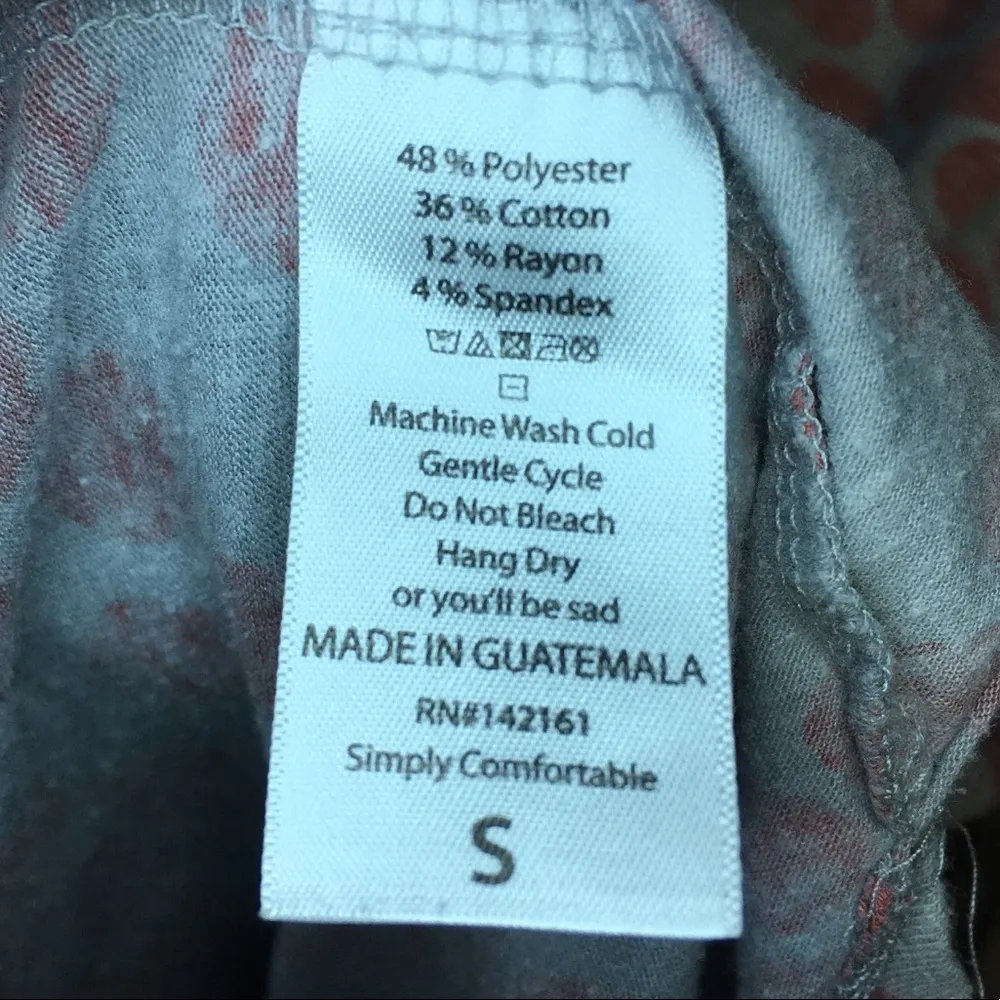 48 % Polyester
36 % Cotton
12 % Rayon
4 % Spandex
Machine Wash Cold
Gentle Cycle
Do Not Bleach
Hang Dry
or you'll be sad
MADE IN GUATEMALA
RN#142161
Simply Comfortable
S